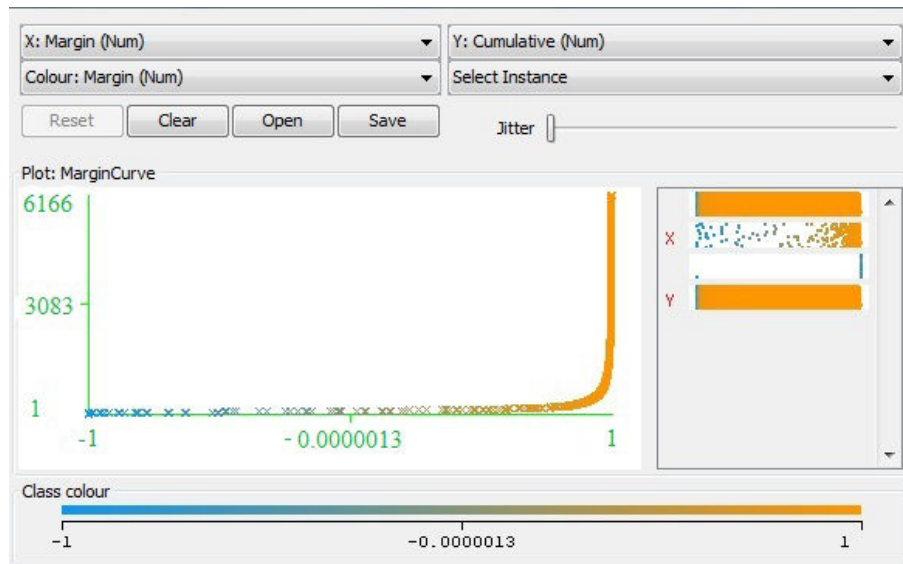 X: Margin (Num) Y: Cumulative (Num)
Colour: Margin (Num) Select Instance
Reset Clear Open Save Jitter
Plot: MarginCurve
6166
X
3083
Y
1
-1 - 0.0000013 1
Class colour
-1 -0.0000013 1